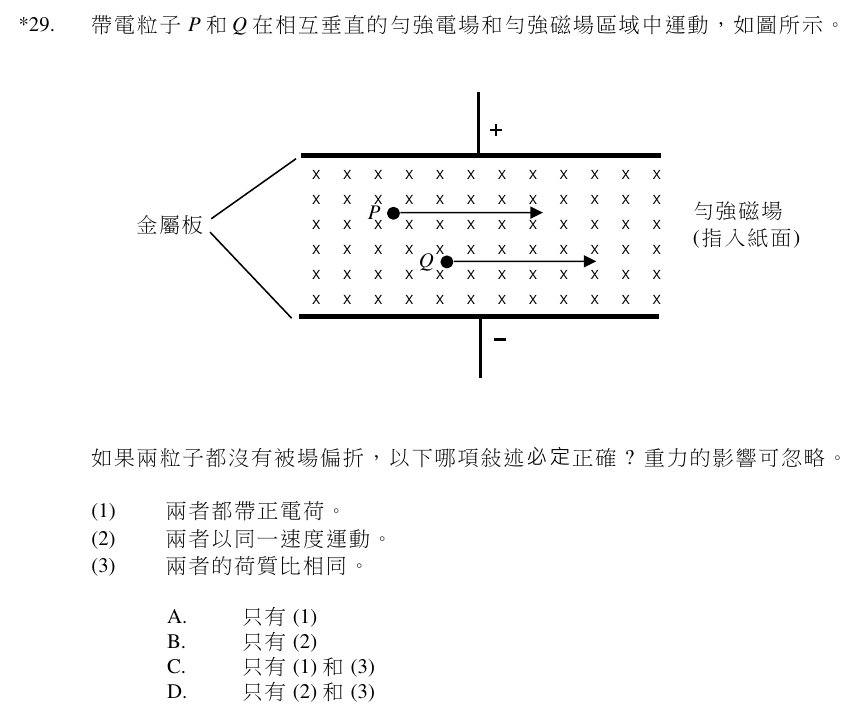 *29. 帶電粒子 P 和 Q 在相互垂直的勻強電場和勻強磁場區域中運動，如圖所示。
+
x x x x x x x x x x x x
x x x x x x x x x x x x
P
金屬板
勻強磁場
x x x x x x x x x x x x
(指入紙面)
x x x x x x x x x x x x
Q
x x x x x x x x x x x x
x x x x x x x x x x x x
−
如果兩粒子都沒有被場偏折，以下哪項敍述必定正確？重力的影響可忽略。
(1) 兩者都帶正電荷。
(2) 兩者以同一速度運動。
(3) 兩者的荷質比相同。
A. 只有 (1)
B. 只有 (2)
C. 只有 (1) 和 (3)
D. 只有 (2) 和 (3)